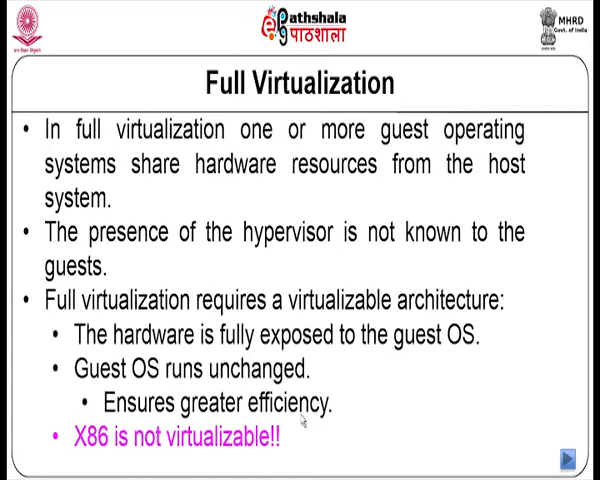 ePathshala
पाठशाला
MHRD
Govt. of India
Full Virtualization
• In full virtualization one or more guest operating
systems share hardware resources from the host
system.
• The presence of the hypervisor is not known to the
guests.
• Full virtualization requires a virtualizable architecture:
• The hardware is fully exposed to the guest OS.
• Guest OS runs unchanged.
• Ensures greater efficiency.
• X86 is not virtualizable!!